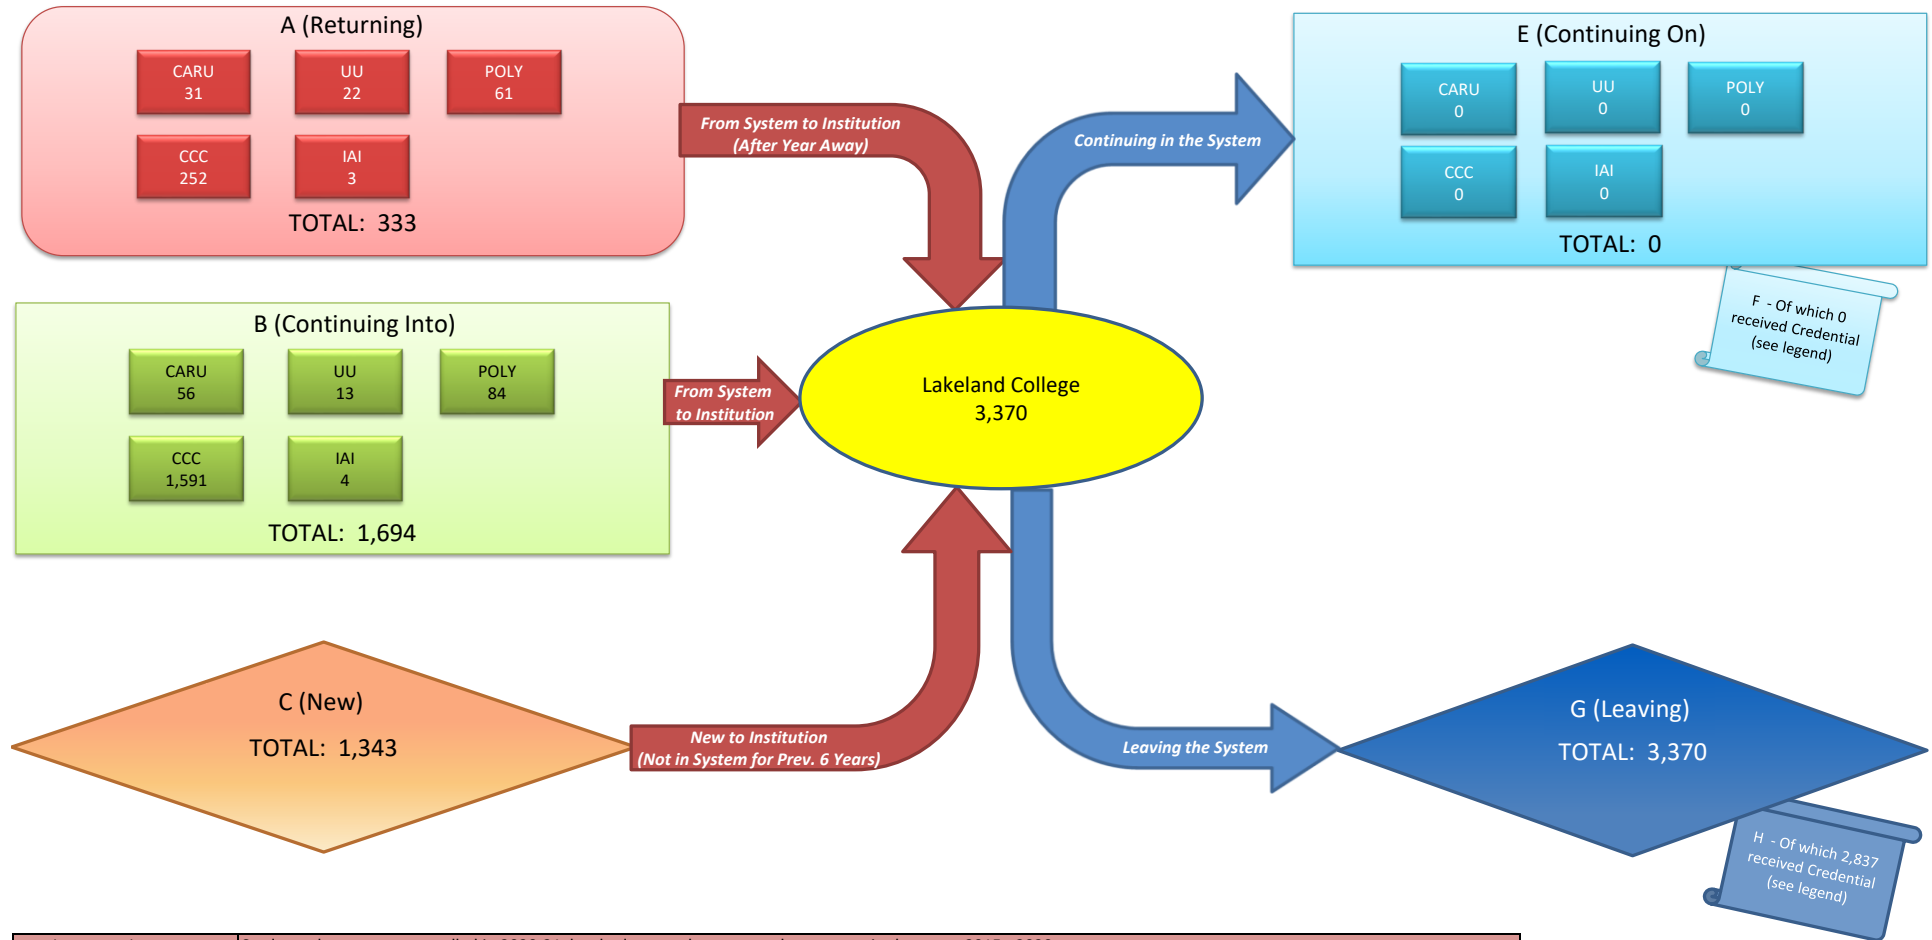 A (Returning)
CARU
31
UU
22
POLY
61
CCC
252
IAI
3
TOTAL:  333
From System to Institution
(After Year Away)
Continuing in the System
E (Continuing On)
CARU
0
UU
0
POLY
0
CCC
0
IAI
0
TOTAL:  0
F  - Of which 0
received Credential
(see legend)
B (Continuing Into)
CARU
56
UU
13
POLY
84
CCC
1,591
IAI
4
TOTAL:  1,694
From System
to Institution
Lakeland College
3,370
C (New)
TOTAL:  1,343
New to Institution
(Not in System for Prev. 6 Years)
Leaving the System
G (Leaving)
TOTAL:  3,370
H  - Of which 2,837
received Credential
(see legend)